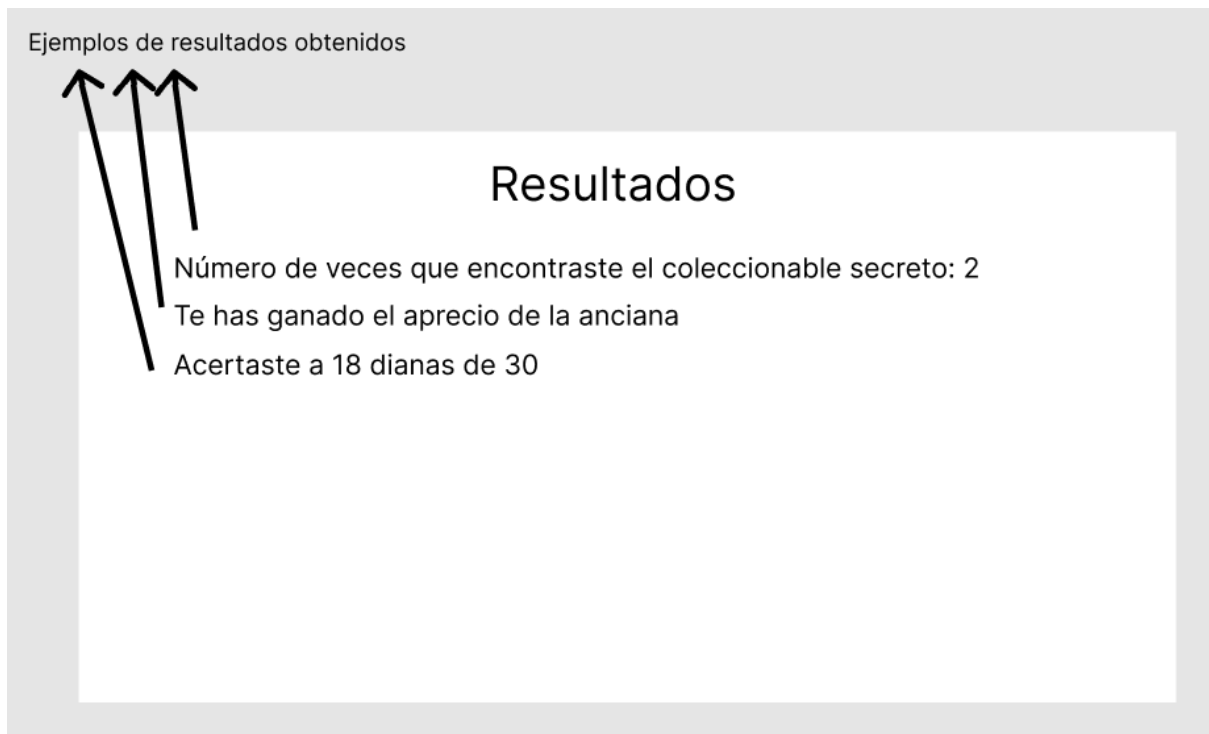 Ejemplos de resultados obtenidos
Resultados
Número de veces que encontraste el coleccionable secreto: 2
Te has ganado el aprecio de la anciana
Acertaste a 18 dianas de 30